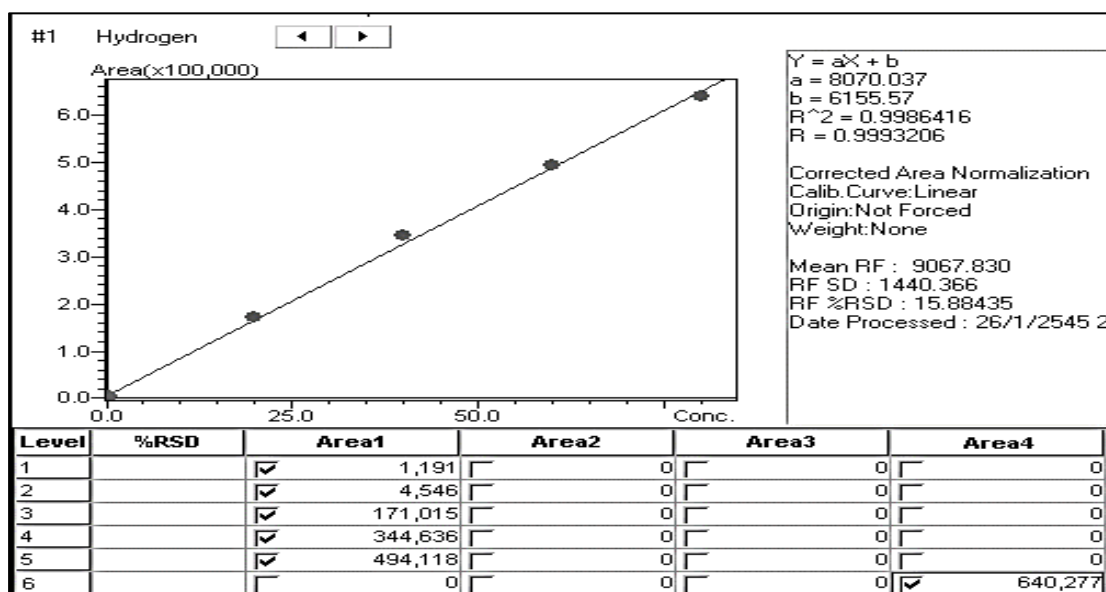 #1 Hydrogen
Area(x100,000)
6.0
5.0
4.0
3.0
2.0
1.0
0.0
0.0 25.0 50.0 Conc.
Y = aX + b
a = 8070.037
b = 6155.57
R^2 = 0.9986416
R = 0.9993206
Corrected Area Normalization
Calib.Curve:Linear
Origin:Not Forced
Weight:None
Mean RF : 9067.830
RF SD : 1440.366
RF %RSD : 15.88435
Date Processed : 26/1/2545 2
Level %RSD Area1 Area2 Area3 Area4
1 1,191 0 0 0
2 4,546 0 0 0
3 171,015 0 0 0
4 344,636 0 0 0
5 494,118 0 0 0
6 0 0 0 640,277